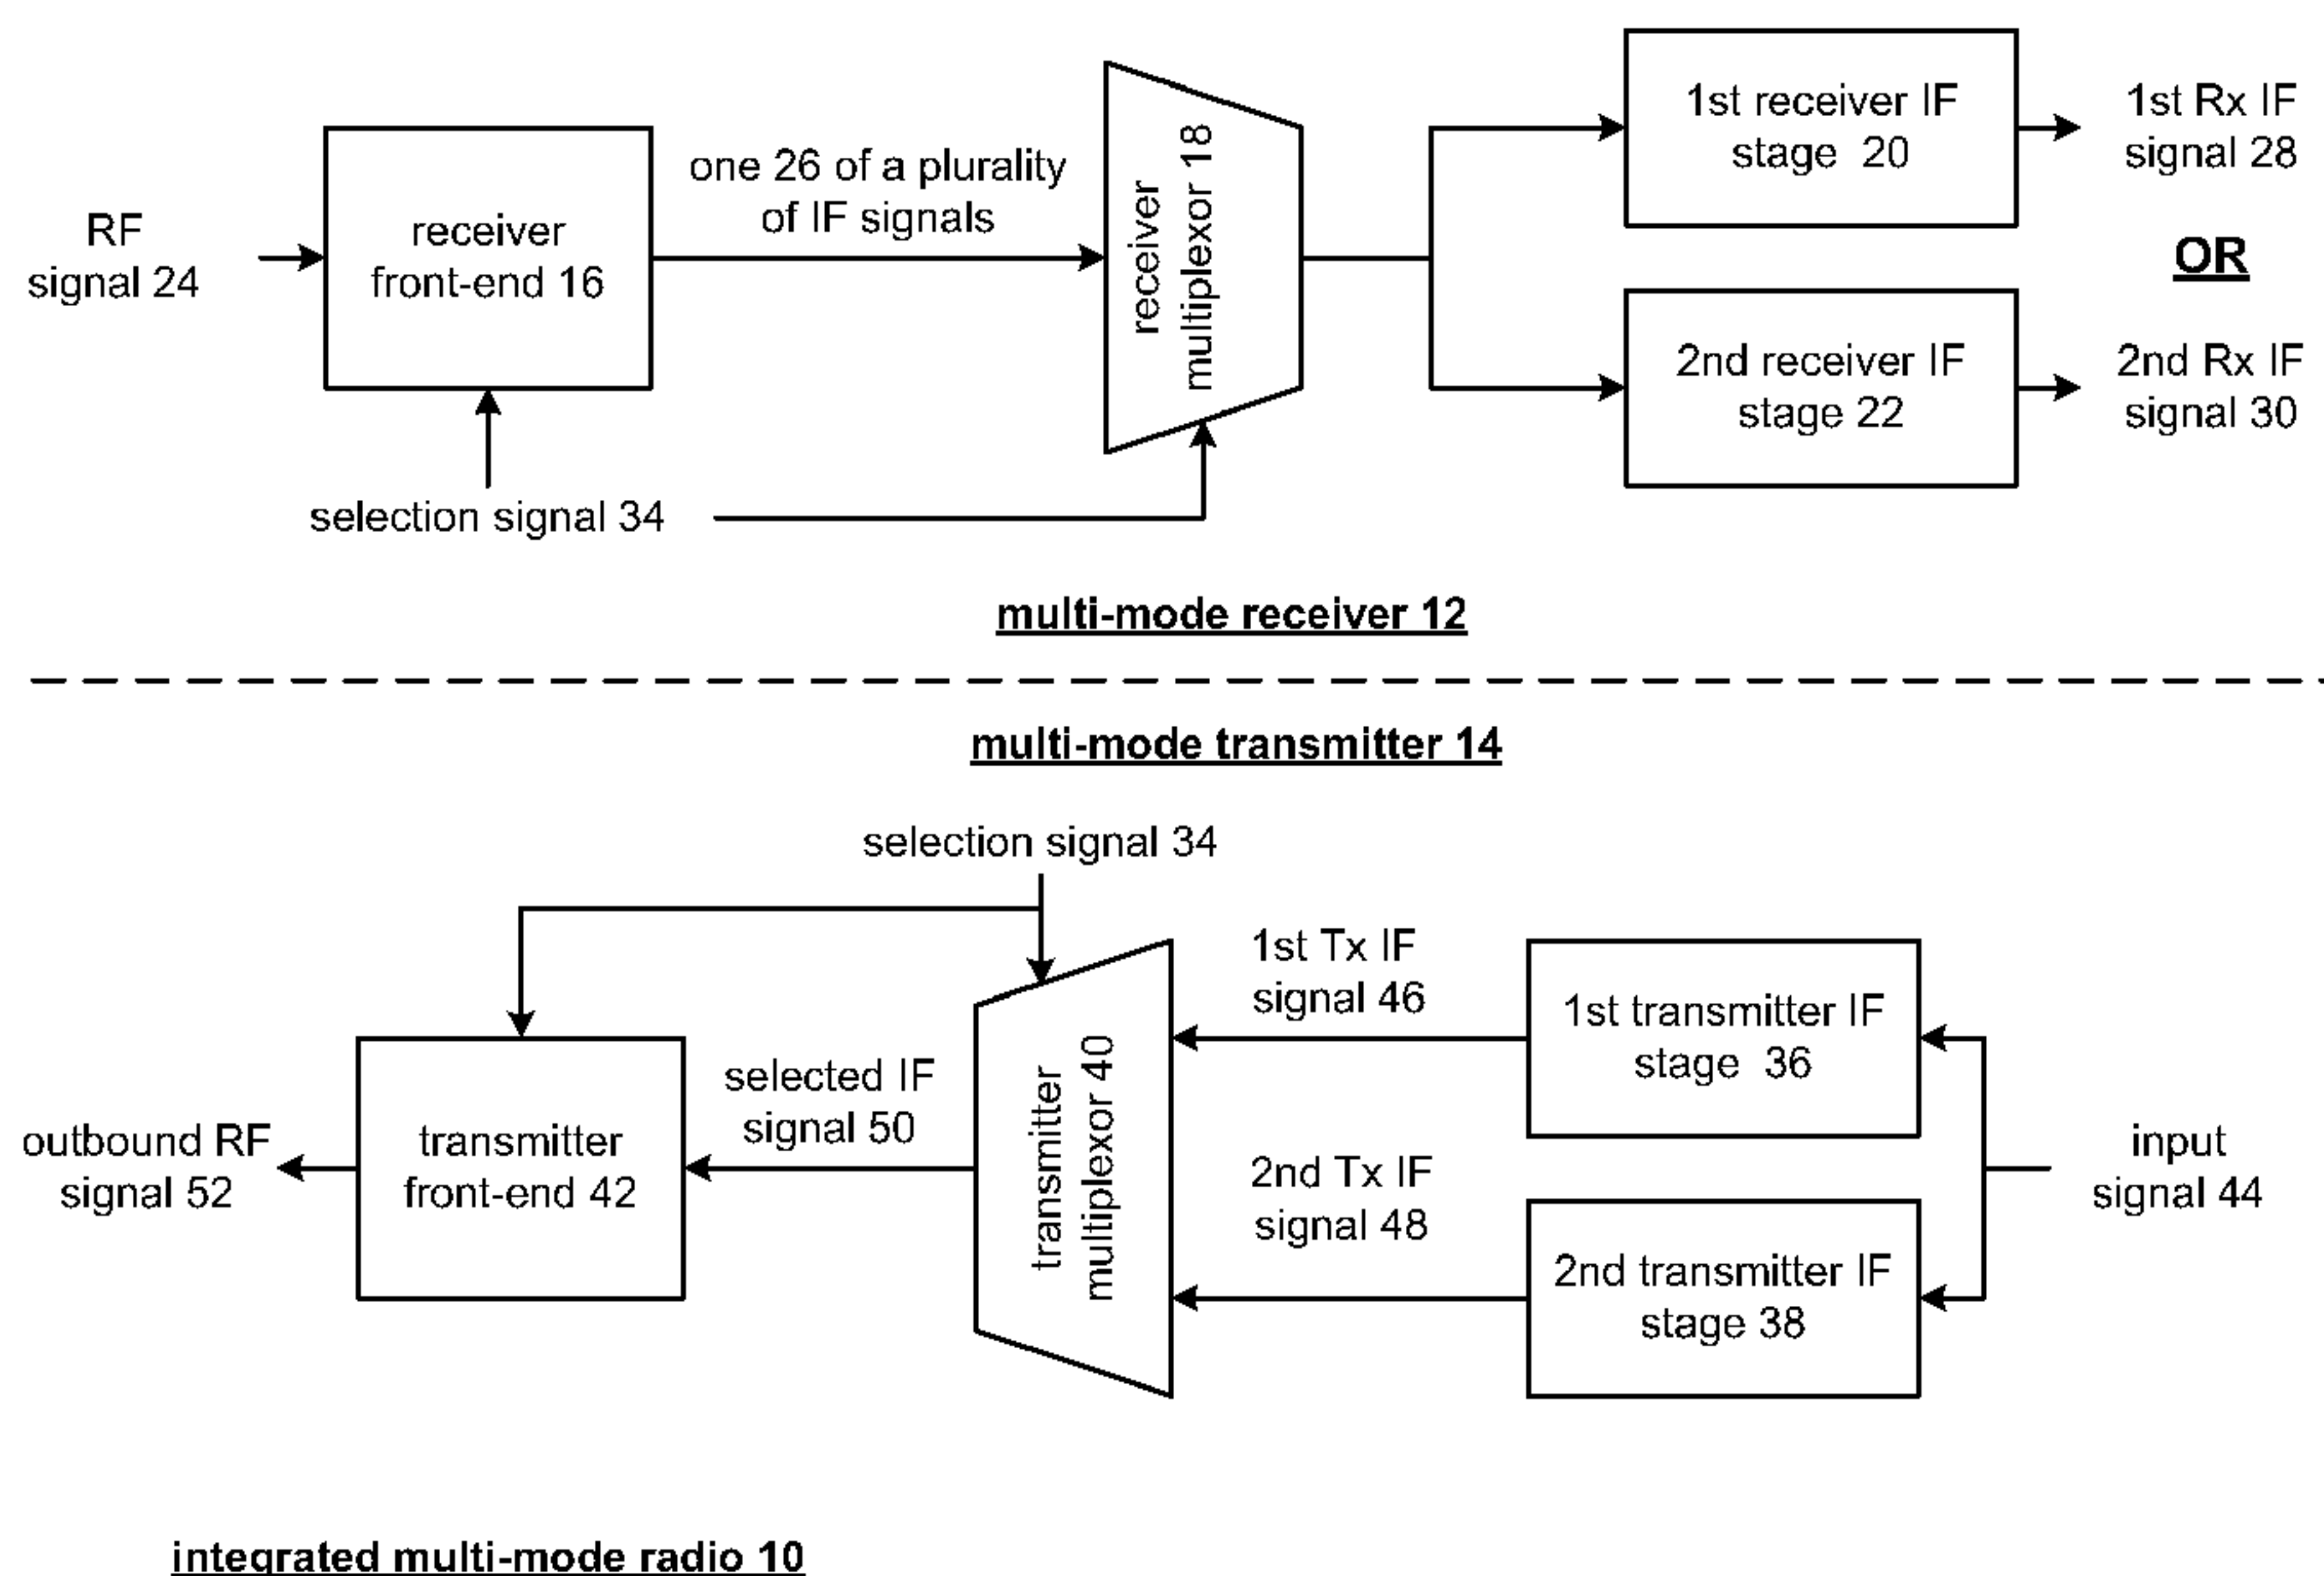 RF
signal 24
receiver
front-end 16
one 26 of a plurality
of IF signals
receiver
multiplexor 18
1st receiver IF
stage 20
1st Rx IF
signal 28
OR
2nd receiver IF
stage 22
2nd Rx IF
signal 30
selection signal 34
multi-mode receiver 12
multi-mode transmitter 14
selection signal 34
outbound RF
signal 52
transmitter
front-end 42
selected IF
signal 50
transmitter
multiplexor 40
1st Tx IF
signal 46
2nd Tx IF
signal 48
1st transmitter IF
stage 36
2nd transmitter IF
stage 38
input
signal 44
integrated multi-mode radio 10